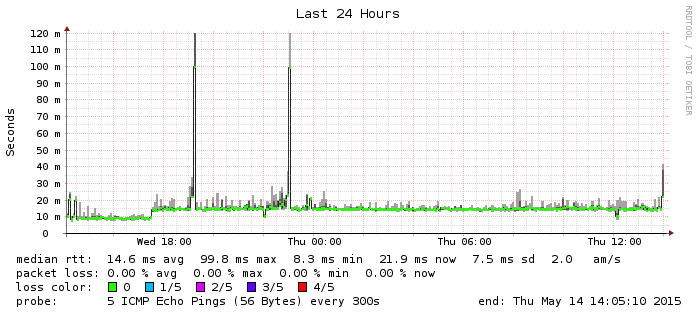 Last 24 Hours
RRDTOOL / TOBI OETIKER
Seconds
120 m
110 m
100 m
90 m
80 m
70 m
60 m
50 m
40 m
30 m
20 m
10 m
0
Wed 18:00 Thu 00:00 Thu 06:00 Thu 12:00
median rtt: 14.6 ms avg 99.8 ms max 8.3 ms min 21.9 ms now 7.5 ms sd 2.0 am/s
packet loss: 0.00 % avg 0.00 % max 0.00 % min 0.00 % now
loss color: 0 1/5 2/5 3/5 4/5
probe: 5 ICMP Echo Pings (56 Bytes) every 300s end: Thu May 14 14:05:10 2015